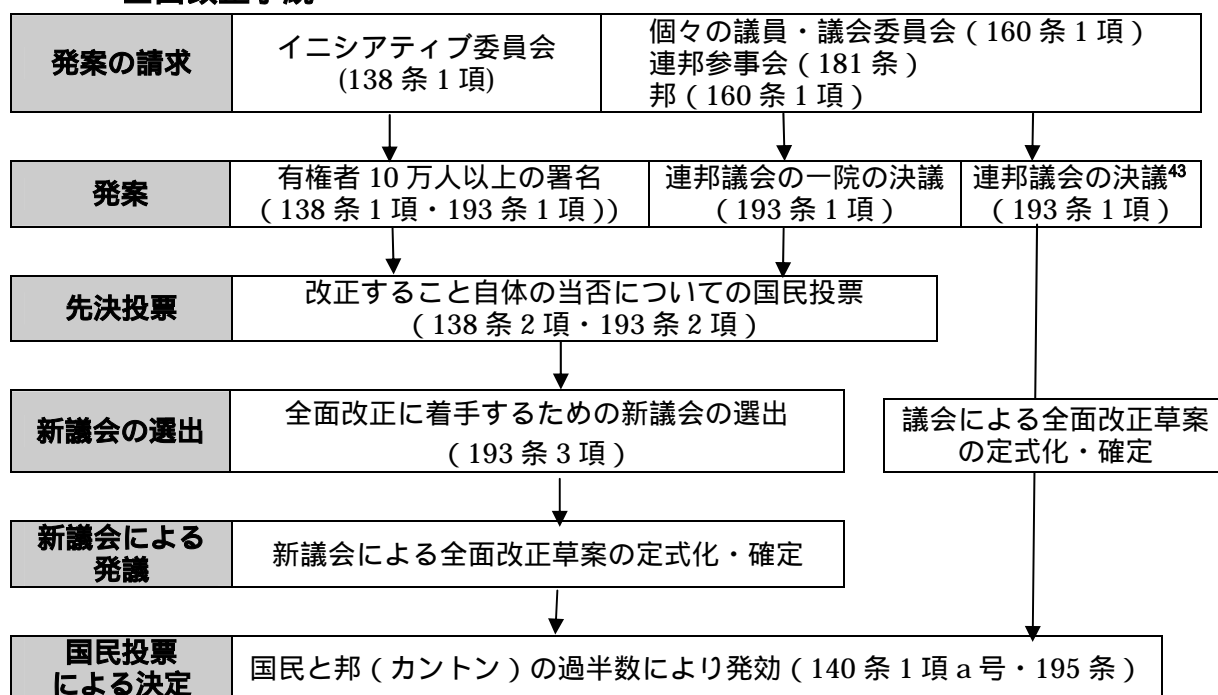 全面改正手続
発案の請求
イニシアティブ委員会
(138 条 1 項)
個々の議員・議会委員会（160 条 1 項）
連邦参事会（181 条）
邦（160 条 1 項）
発案
有権者 10 万人以上の署名
（138 条 1 項・193 条 1 項））
連邦議会の一院の決議
（193 条 1 項）
連邦議会の決議43
（193 条 1 項）
先決投票
改正すること自体の当否についての国民投票
（138 条 2 項・193 条 2 項）
新議会の選出
全面改正に着手するための新議会の選出
（193 条 3 項）
議会による全面改正草案
の定式化・確定
新議会による
発議
新議会による全面改正草案の定式化・確定
国民投票
による決定
国民と邦（カントン）の過半数により発効（140 条 1 項 a 号・195 条）